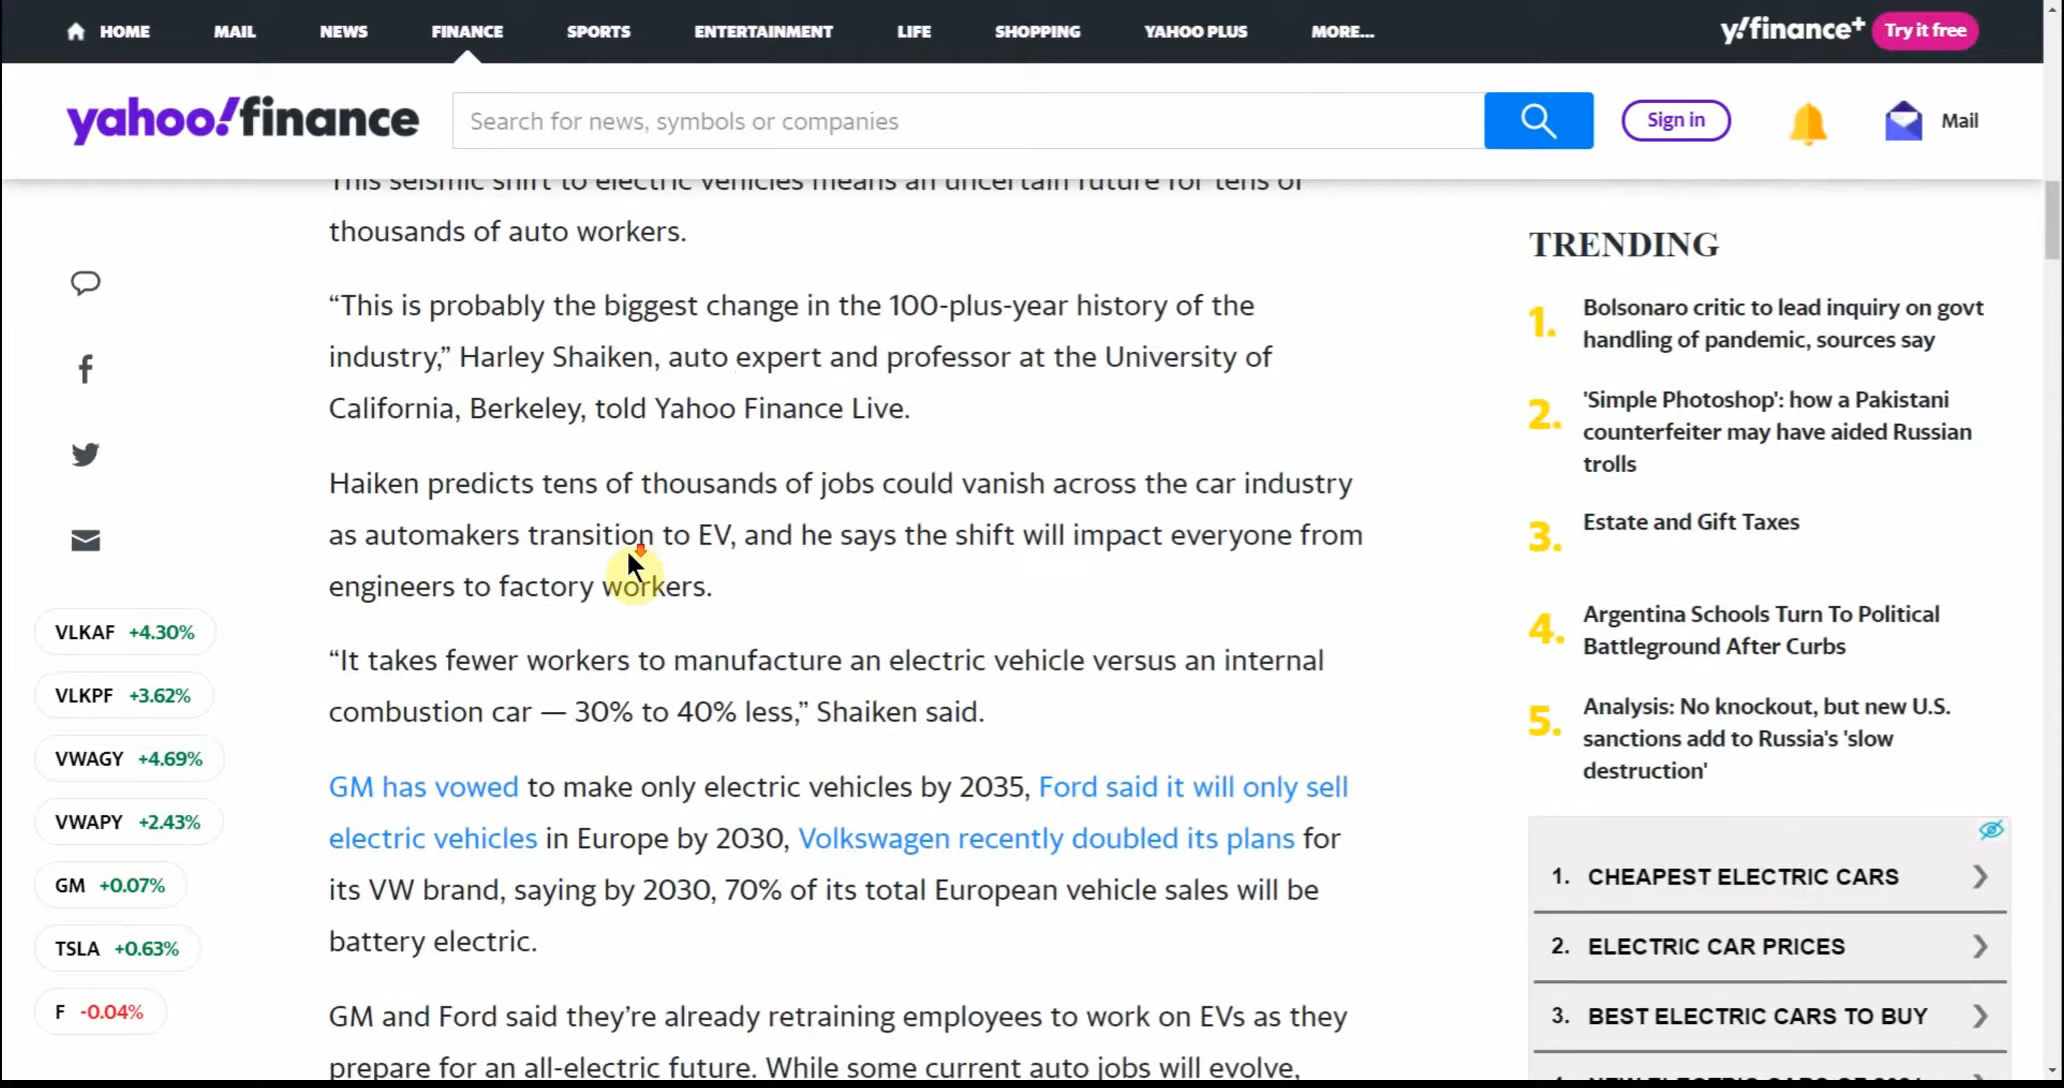 HOME MAIL NEWS FINANCE SPORTS ENTERTAINMENT LIFE SHOPPING YAHOO PLUS MORE... y!finance+ Try it free
yahoo!finance Search for news, symbols or companies Sign in Mail
This seismic shift to electric vehicles means an uncertain future for tens of
thousands of auto workers.
“This is probably the biggest change in the 100-plus-year history of the
industry,” Harley Shaiken, auto expert and professor at the University of
California, Berkeley, told Yahoo Finance Live.
Haiken predicts tens of thousands of jobs could vanish across the car industry
as automakers transition to EV, and he says the shift will impact everyone from
engineers to factory workers.
“It takes fewer workers to manufacture an electric vehicle versus an internal
combustion car — 30% to 40% less,” Shaiken said.
GM has vowed to make only electric vehicles by 2035, Ford said it will only sell
electric vehicles in Europe by 2030, Volkswagen recently doubled its plans for
its VW brand, saying by 2030, 70% of its total European vehicle sales will be
battery electric.
GM and Ford said they’re already retraining employees to work on EVs as they
prepare for an all-electric future. While some current auto jobs will evolve,
VLKAF +4.30%
VLKPF +3.62%
VWAGY +4.69%
VWAPY +2.43%
GM +0.07%
TSLA +0.63%
F -0.04%
TRENDING
1. Bolsonaro critic to lead inquiry on govt
handling of pandemic, sources say
2. 'Simple Photoshop': how a Pakistani
counterfeiter may have aided Russian
trolls
3. Estate and Gift Taxes
4. Argentina Schools Turn To Political
Battleground After Curbs
5. Analysis: No knockout, but new U.S.
sanctions add to Russia's 'slow
destruction'
1. CHEAPEST ELECTRIC CARS
2. ELECTRIC CAR PRICES
3. BEST ELECTRIC CARS TO BUY